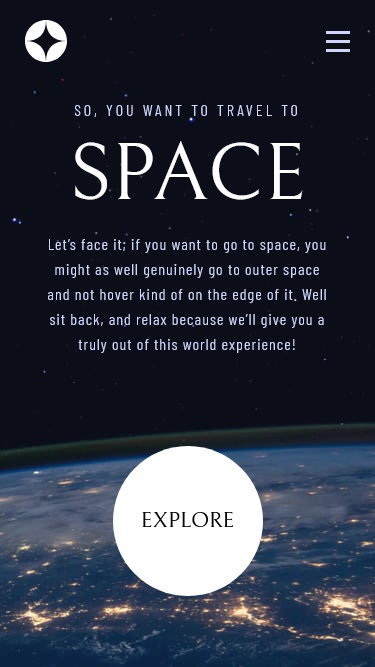 SO, YOU WANT TO TRAVEL TO
SPACE
Let’s face it; if you want to go to space, you
might as well genuinely go to outer space
and not hover kind of on the edge of it. Well
sit back, and relax because we’ll give you a
truly out of this world experience!
EXPLORE